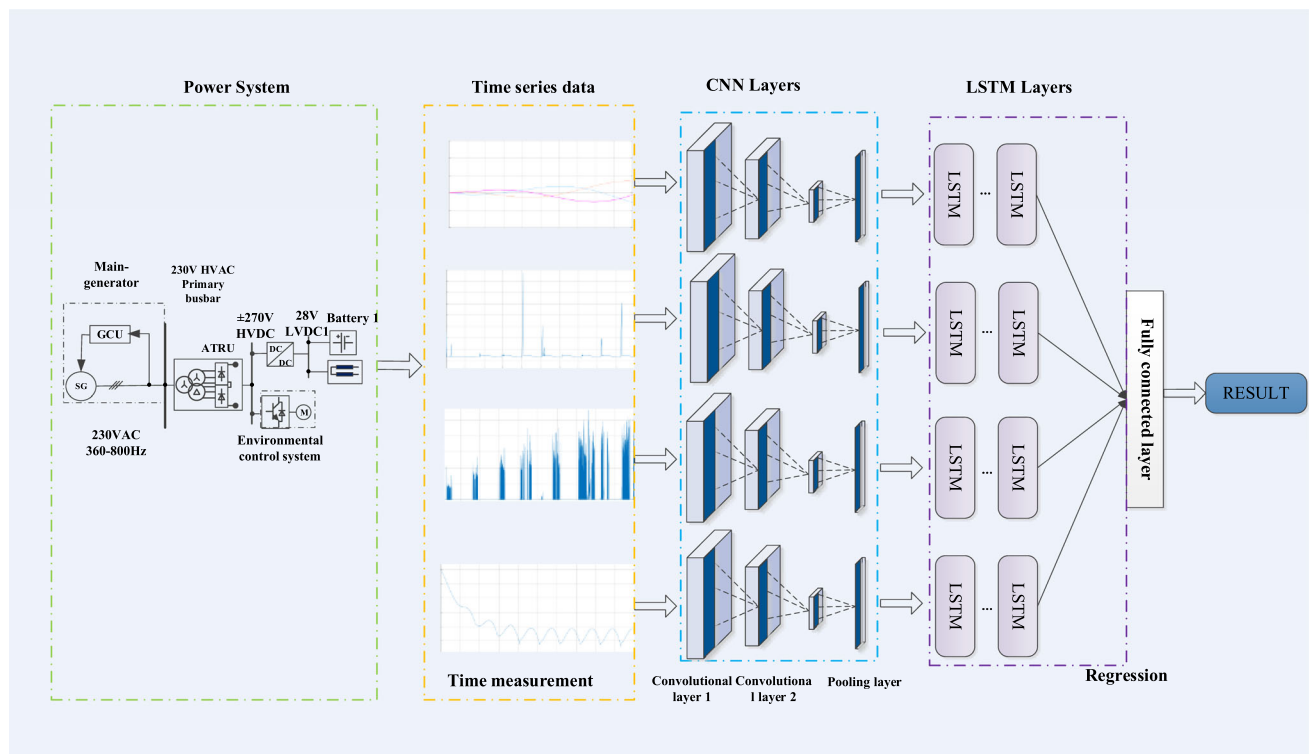 Power System
Time series data
CNN Layers
LSTM Layers
Main-
generator
230V HVAC
Primary
busbar
±270V
HVDC
28V
LVDC1
Battery 1
GCU
ATRU
DC
DC
SG
M
230VAC
360-800Hz
Environmental
control system
LSTM
...
LSTM
LSTM
...
LSTM
LSTM
...
LSTM
LSTM
...
LSTM
Fully connected layer
RESULT
Time measurement
Convolutional
layer 1
Convolutiona
l layer 2
Pooling layer
Regression